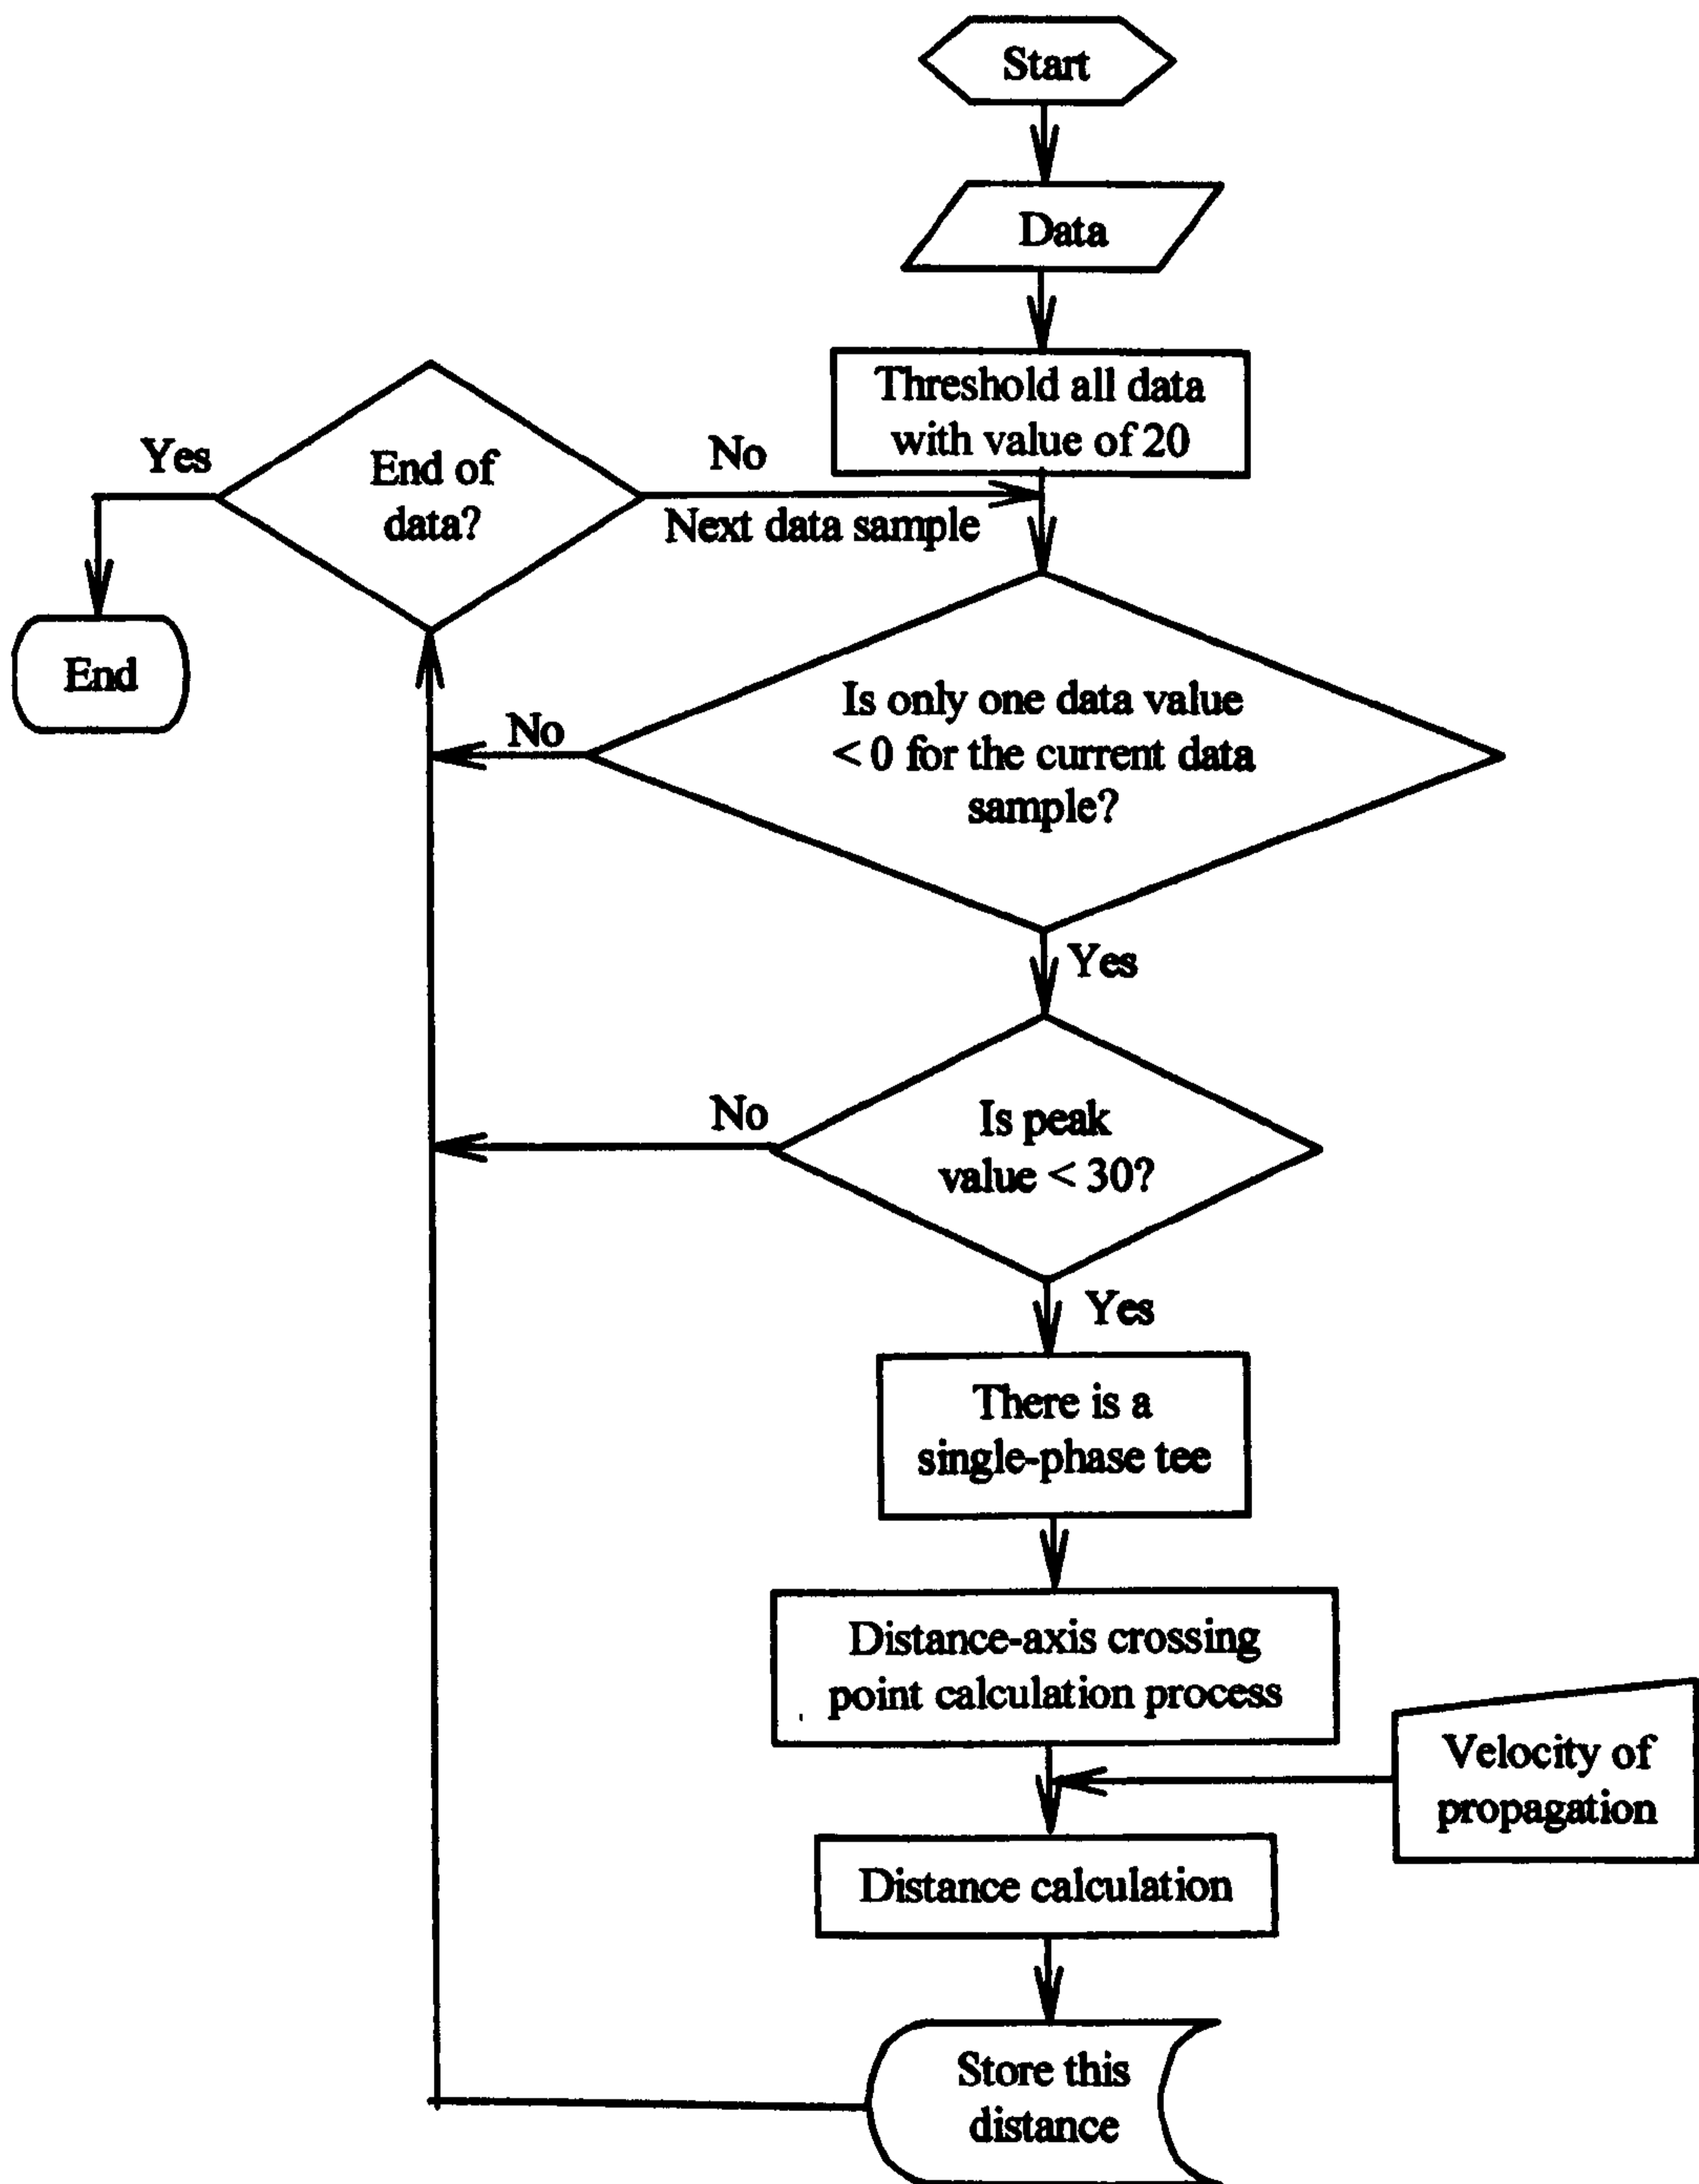 Start
Data
Threshold all data
with value of 20
Yes
End of
data?
No
Next data sample
End
Is only one data value
< 0 for the current data
sample?
No
Yes
Is peak
value < 30?
No
Yes
There is a
single-phase tee
Distance-axis crossing
point calculation process
Velocity of
propagation
Distance calculation
Store this
distance